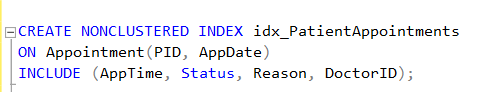 CREATE NONCLUSTERED INDEX idx_PatientAppointments
ON Appointment(PID, AppDate)
INCLUDE (AppTime, Status, Reason, DoctorID);